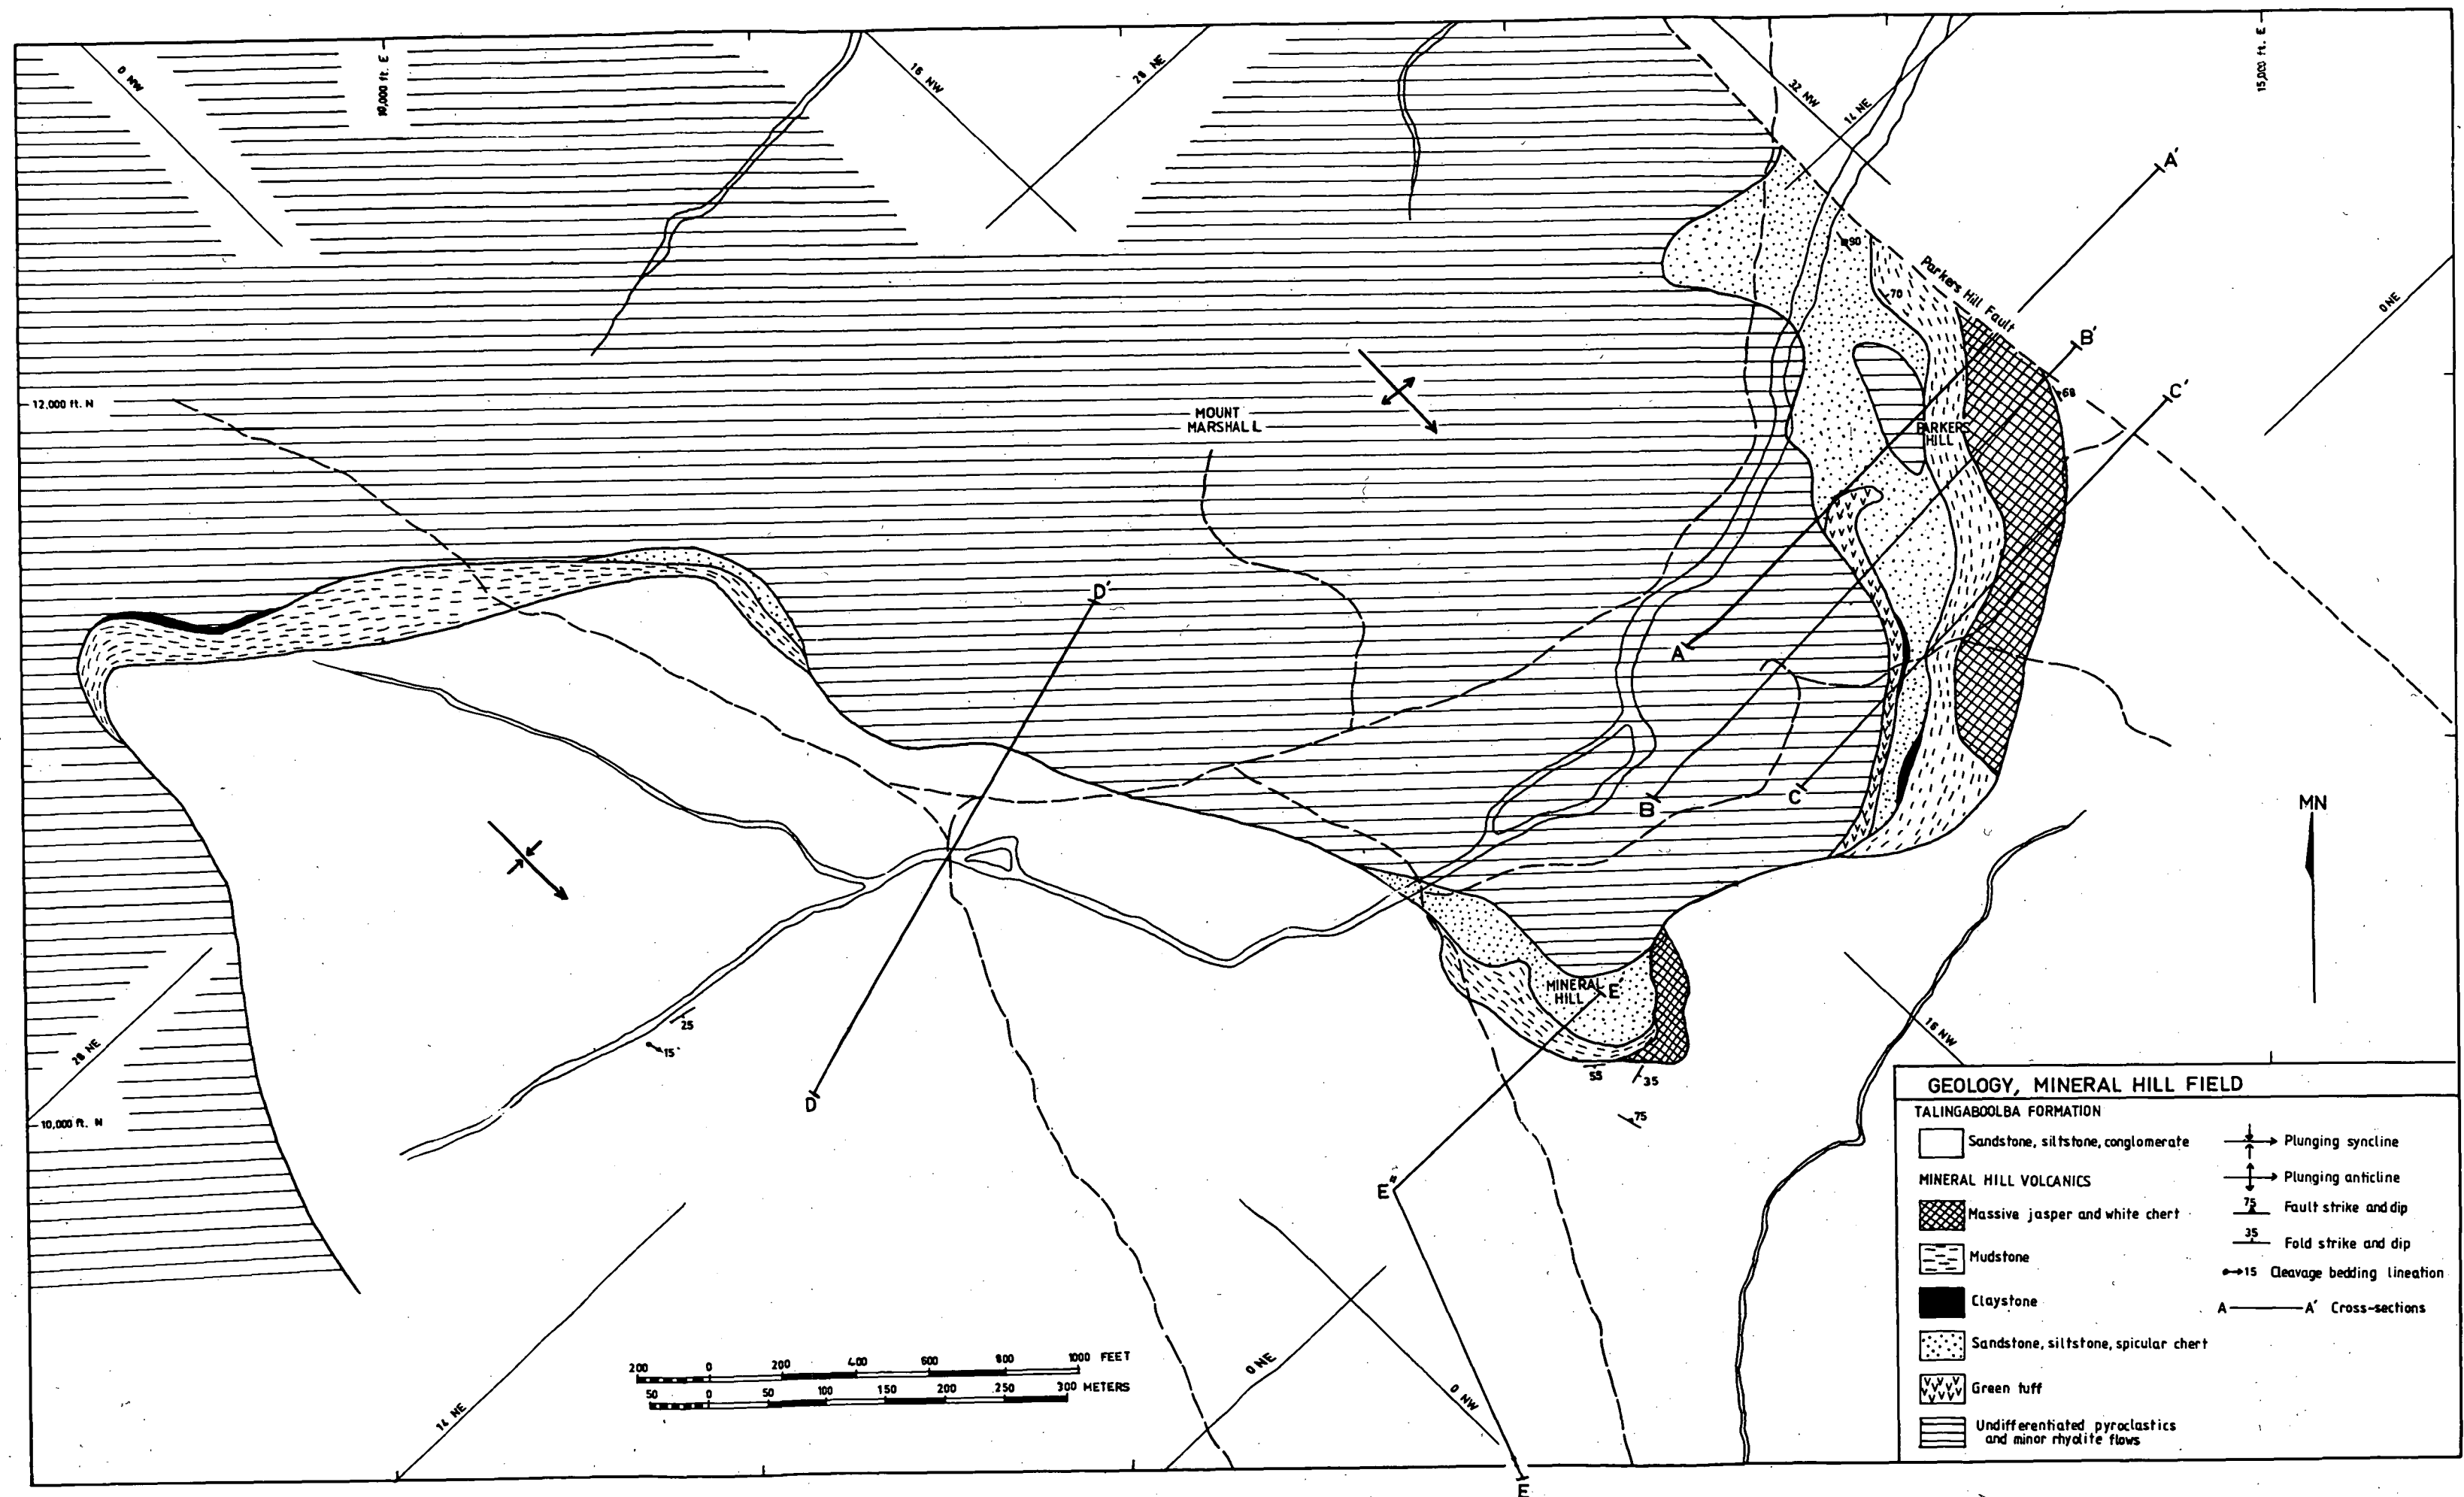 0 NW
10,000 ft. E
16 NW
28 NE
32 NW
14 NE
15,000 ft. E
A'
90
Parkers Hill Fault
70
0 NE
B'
68
C'
12,000 ft. N
MOUNT
MARSHALL
PARKERS
HILL
D'
A
B
C
MN
MINERAL
HILL
E'
28 NE
25
15
D
55
35
75
16 NW
10,000 ft. N
E"
14 NE
0 NE
0 NW
E
200 0 200 400 600 800 1000 FEET
50 0 50 100 150 200 250 300 METERS
GEOLOGY, MINERAL HILL FIELD
TALINGABOOLBA FORMATION
Sandstone, siltstone, conglomerate
MINERAL HILL VOLCANICS
Massive jasper and white chert
Mudstone
Claystone
Sandstone, siltstone, spicular chert
Green tuff
Undifferentiated pyroclastics
and minor rhyolite flows
Plunging syncline
Plunging anticline
75
Fault strike and dip
35
Fold strike and dip
15 Cleavage bedding lineation
A A' Cross-sections